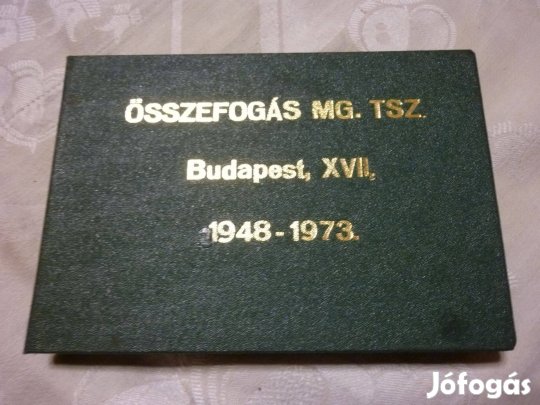 ÖSSZEFOGÁS MG. TSZ.
Budapest, XVII.
1948-1973.
Jófogás